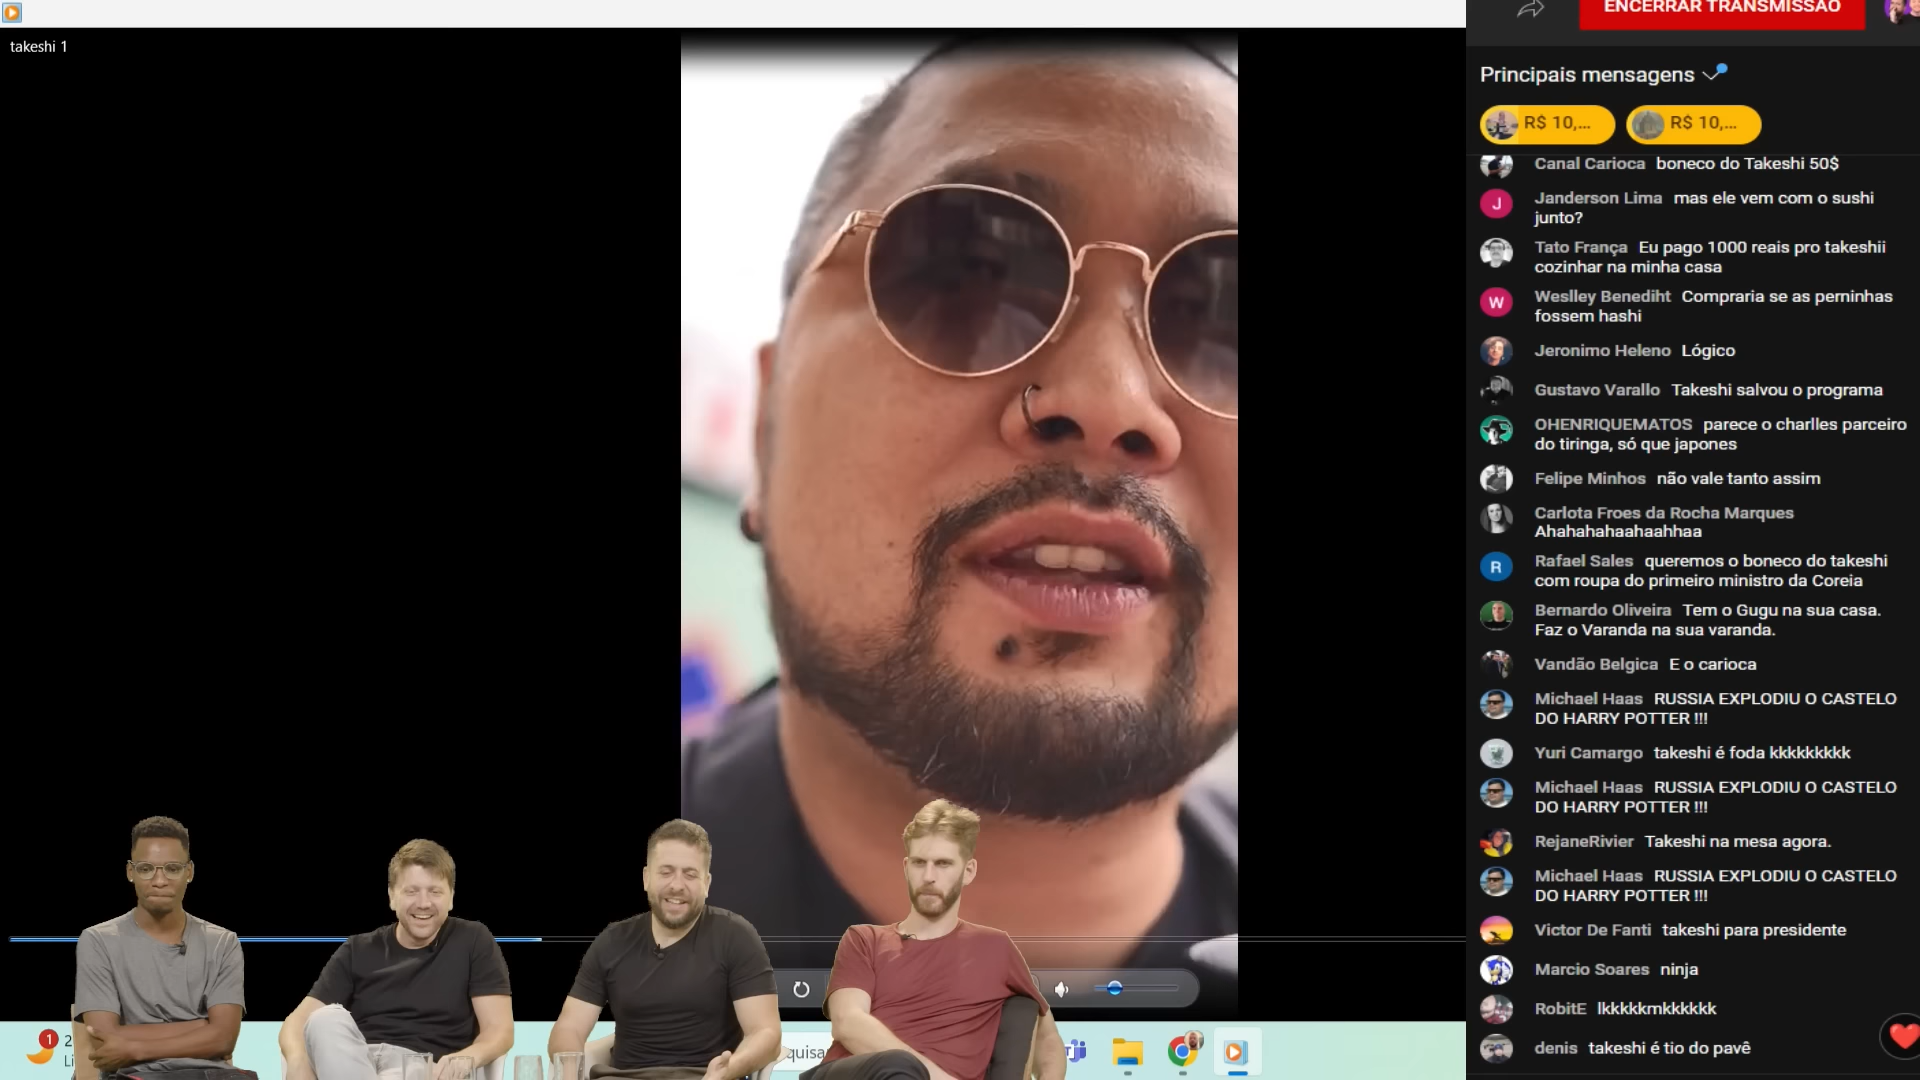 takeshi 1
ENCERRAR TRANSMISSÃO
Principais mensagens
R$ 10,...
R$ 10,...
Canal Carioca boneco do Takeshi 50$
Janderson Lima mas ele vem com o sushi
junto?
Tato França Eu pago 1000 reais pro takeshii
cozinhar na minha casa
Weslley Benediht Compraria se as perninhas
fossem hashi
Jeronimo Heleno Lógico
Gustavo Varallo Takeshi salvou o programa
OHENRIQUEMATOS parece o charlles parceiro
do tiringa, só que japones
Felipe Minhos não vale tanto assim
Carlota Froes da Rocha Marques
Ahahahahaahaahhaa
Rafael Sales queremos o boneco do takeshi
com roupa do primeiro ministro da Coreia
Bernardo Oliveira Tem o Gugu na sua casa.
Faz o Varanda na sua varanda.
Vandão Belgica E o carioca
Michael Haas RUSSIA EXPLODIU O CASTELO
DO HARRY POTTER !!!
Yuri Camargo takeshi é foda kkkkkkkkk
Michael Haas RUSSIA EXPLODIU O CASTELO
DO HARRY POTTER !!!
RejaneRivier Takeshi na mesa agora.
Michael Haas RUSSIA EXPLODIU O CASTELO
DO HARRY POTTER !!!
Victor De Fanti takeshi para presidente
Marcio Soares ninja
RobitE lkkkkkmkkkkkk
denis takeshi é tio do pavê
J
W
R
1
2
Li
quisa